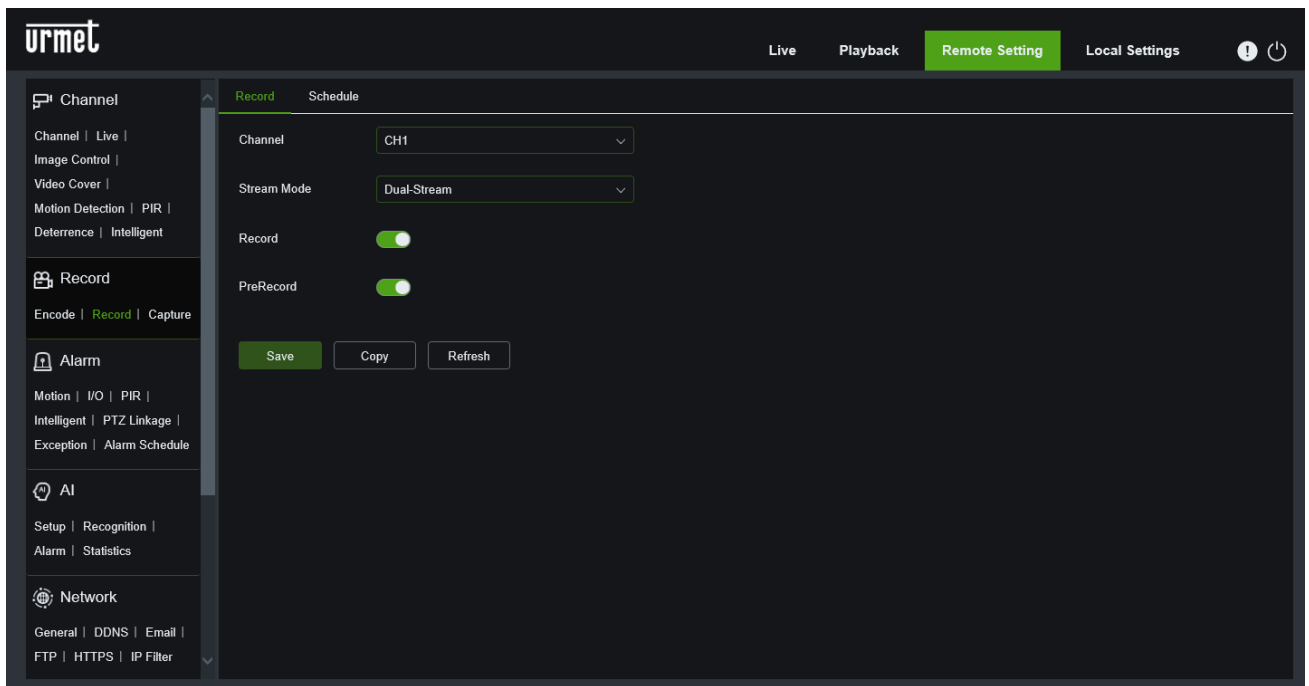 urmet
Live Playback Remote Setting Local Settings
Channel
Channel | Live |
Image Control |
Video Cover |
Motion Detection | PIR |
Deterrence | Intelligent
Record
Encode | Record | Capture
Alarm
Motion | I/O | PIR |
Intelligent | PTZ Linkage |
Exception | Alarm Schedule
AI
AI
Setup | Recognition |
Alarm | Statistics
Network
General | DDNS | Email |
FTP | HTTPS | IP Filter
Record Schedule
Channel CH1
Stream Mode Dual-Stream
Record
PreRecord
Save Copy Refresh